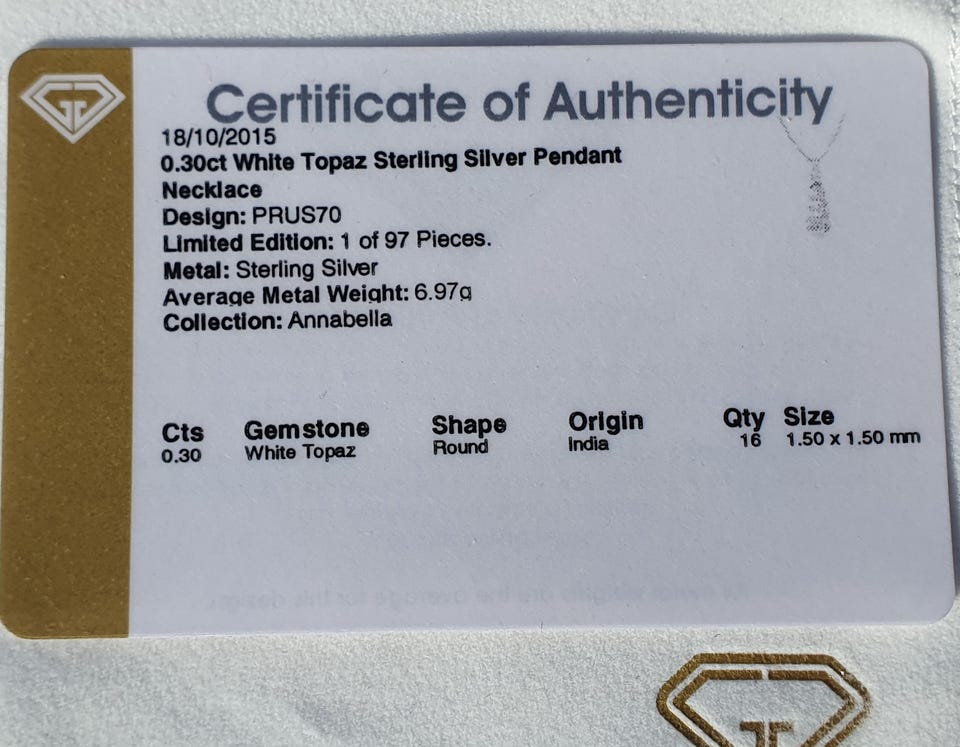 Certificate of Authenticity
18/10/2015
0.30ct White Topaz Sterling Silver Pendant
Necklace
Design: PRUS70
Limited Edition: 1 of 97 Pieces.
Metal: Sterling Silver
Average Metal Weight: 6.97g
Collection: Annabella
Cts Gemstone Shape Origin Qty Size
0.30 White Topaz Round India 16 1.50 x 1.50 mm